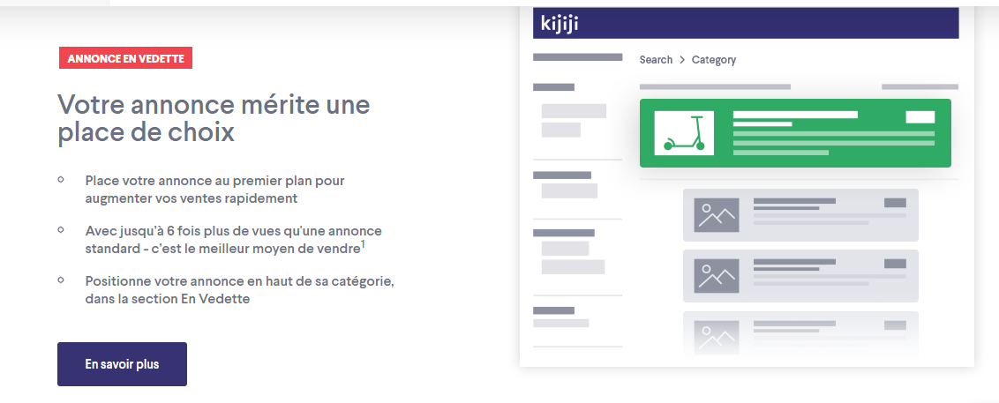 ANNONCE EN VEDETTE
Votre annonce mérite une
place de choix
Place votre annonce au premier plan pour
augmenter vos ventes rapidement
Avec jusqu'à 6 fois plus de vues qu'une annonce
standard - c'est le meilleur moyen de vendre1
Positionne votre annonce en haut de sa catégorie,
dans la section En Vedette
En savoir plus
kijiji
Search > Category